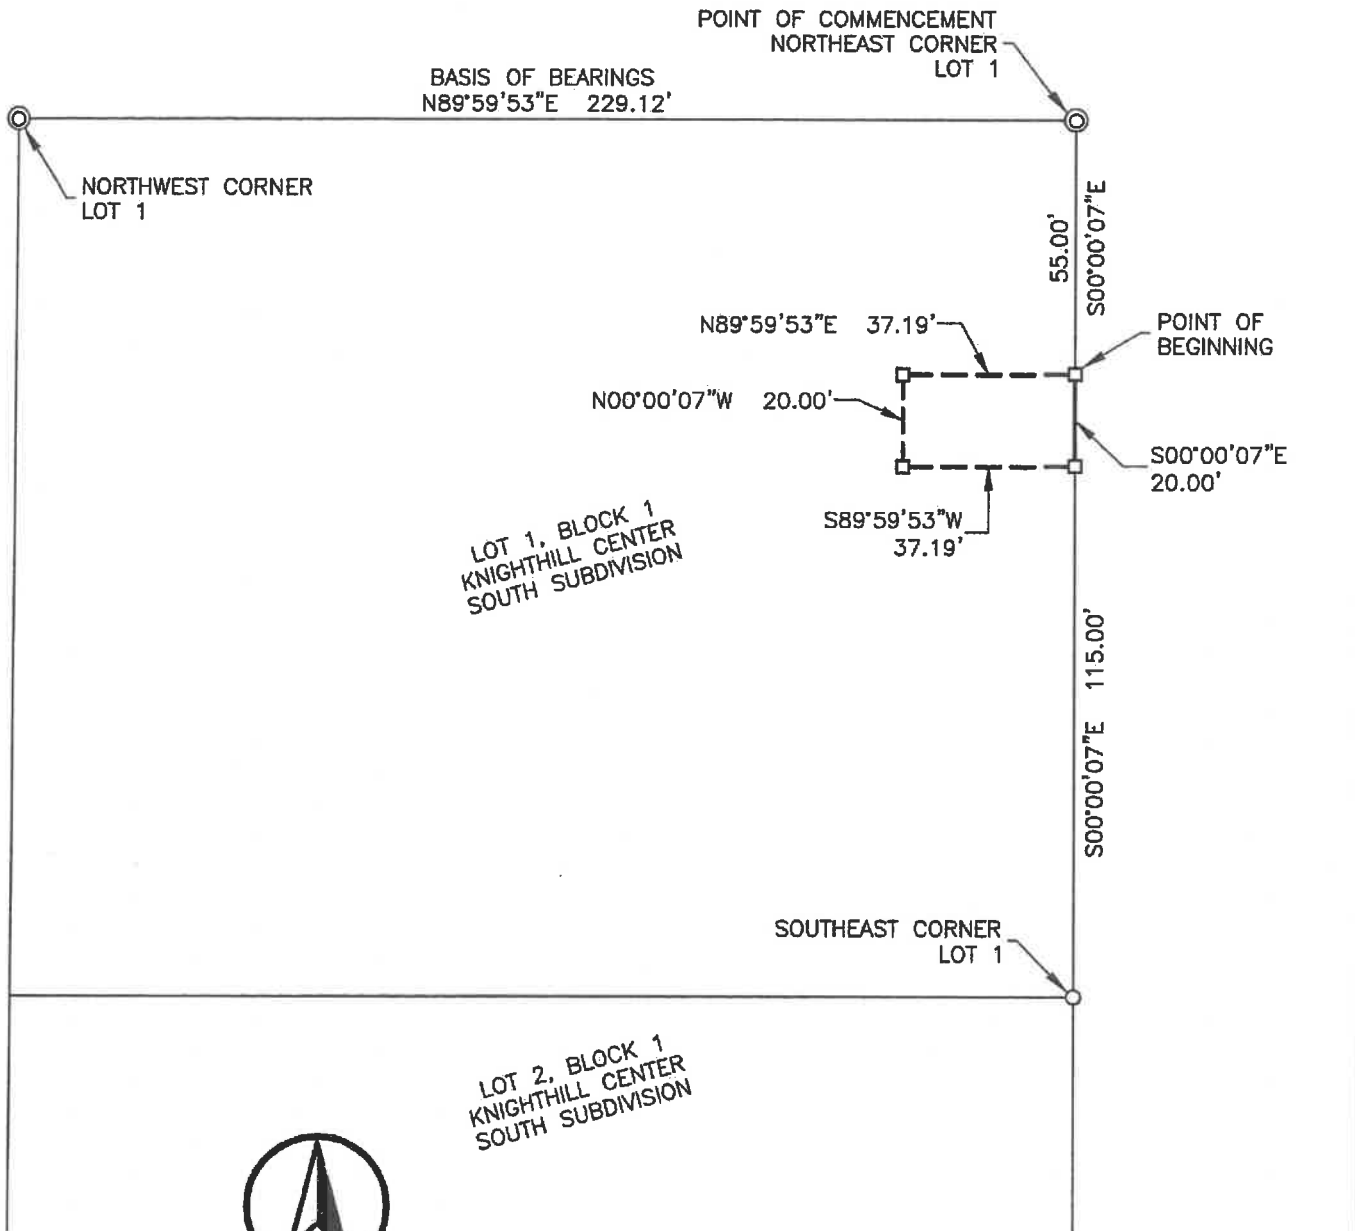 POINT OF COMMENCEMENT
NORTHEAST CORNER
LOT 1
BASIS OF BEARINGS
N89°59'53"E 229.12'
NORTHWEST CORNER
LOT 1
55.00'
S00°00'07"E
N89°59'53"E 37.19'
POINT OF
BEGINNING
N00°00'07"W 20.00'
S00°00'07"E
20.00'
S89°59'53"W
37.19'
LOT 1, BLOCK 1
KNIGHTHILL CENTER
SOUTH SUBDIVISION
S00°00'07"E 115.00'
SOUTHEAST CORNER
LOT 1
LOT 2, BLOCK 1
KNIGHTHILL CENTER
SOUTH SUBDIVISION